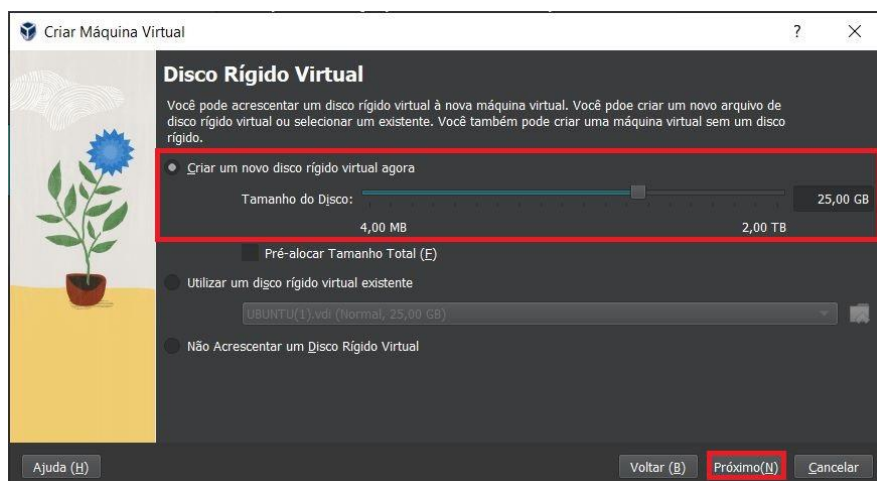 Criar Máquina Virtual
?
Disco Rígido Virtual
Você pode acrescentar um disco rígido virtual à nova máquina virtual. Você pdoe criar um novo arquivo de
disco rígido virtual ou selecionar um existente. Você também pode criar uma máquina virtual sem um disco
rígido.
Criar um novo disco rígido virtual agora
Tamanho do Disco:
25,00 GB
4,00 MB
2,00 TB
Pré-alocar Tamanho Total (F)
Utilizar um disco rígido virtual existente
UBUNTU(1).vdi (Normal, 25,00 GB)
Não Acrescentar um Disco Rígido Virtual
Ajuda (H)
Voltar (B)
Próximo(N)
Cancelar